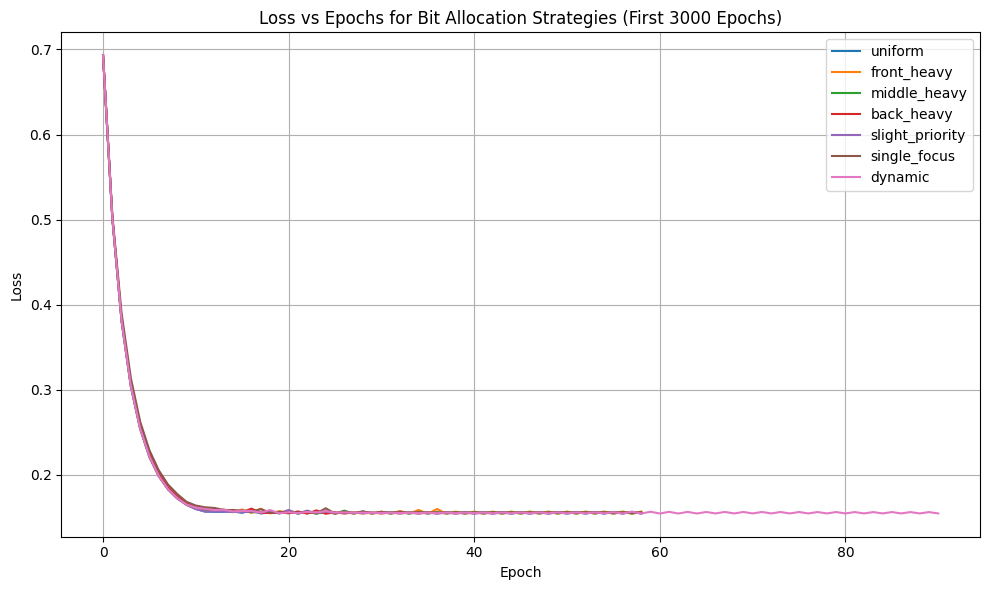 Loss vs Epochs for Bit Allocation Strategies (First 3000 Epochs)
Loss
0.7
0.6
0.5
0.4
0.3
0.2
0
20
40
60
80
Epoch
uniform
front_heavy
middle_heavy
back_heavy
slight_priority
single_focus
dynamic